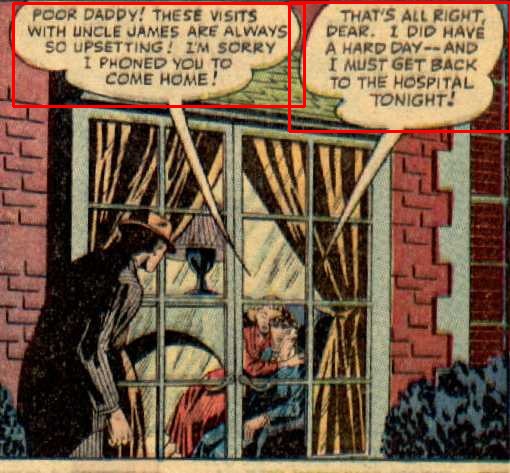 POOR DADDY! THESE VISITS
WITH UNCLE JAMES ARE ALWAYS
SO UPSETTING! I'M SORRY
I PHONED YOU TO
COME HOME!
THAT'S ALL RIGHT,
DEAR. I DID HAVE
A HARD DAY--AND
I MUST GET BACK
TO THE HOSPITAL
TONIGHT!